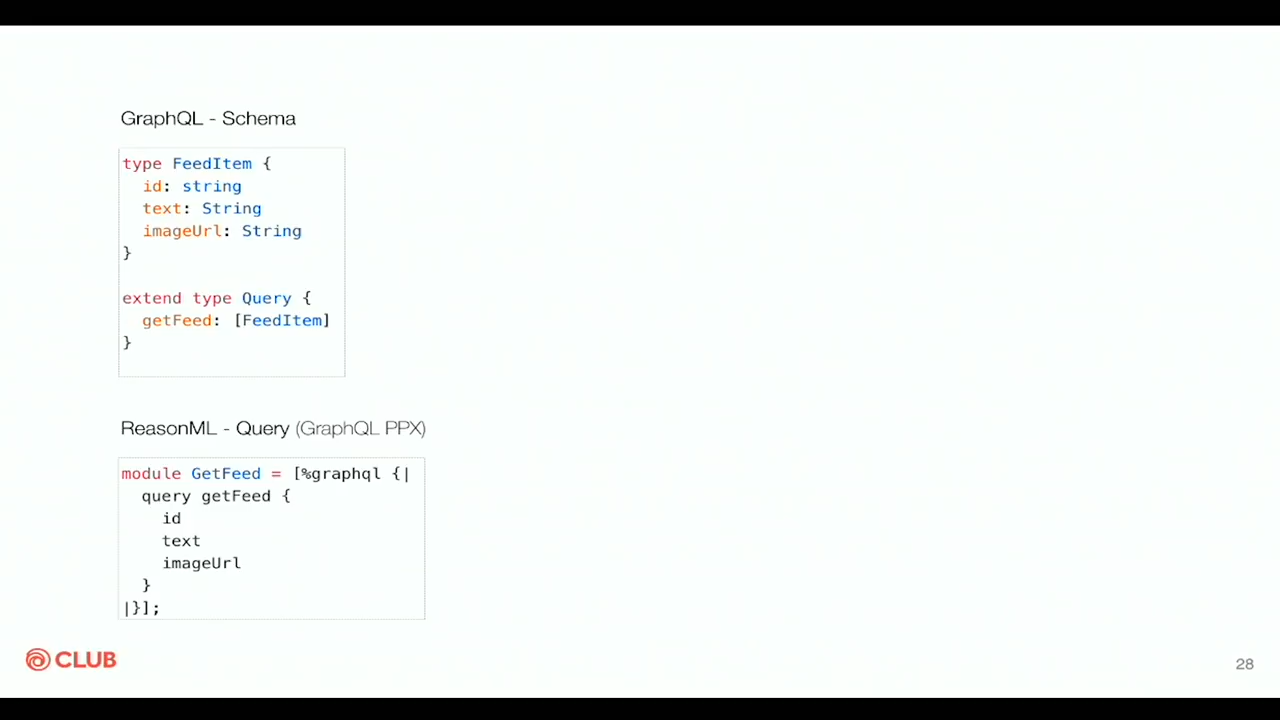 GraphQL - Schema
type FeedItem {
  id: string
  text: String
  imageUrl: String
}
extend type Query {
  getFeed: [FeedItem]
}
ReasonML - Query (GraphQL PPX)
module GetFeed = [%graphql {|
  query getFeed {
    id
    text
    imageUrl
  }
|}];
CLUB
28